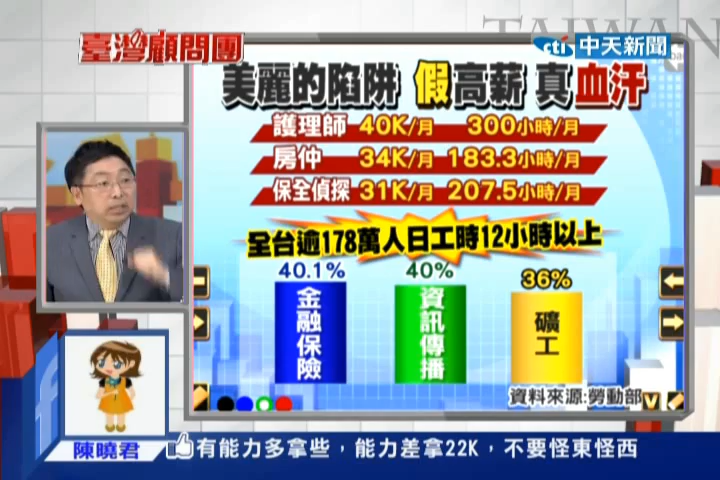 TAIWAN
臺灣顧問團
cti 中天新聞
美麗的陷阱 假高薪 真血汗
護理師 40K/月 300小時/月
房仲 34K/月 183.3小時/月
保全偵探 31K/月 207.5小時/月
全台逾178萬人日工時12小時以上
40.1% 40% 36%
金融保險
資訊傳播
礦工
資料來源:勞動部
陳曉君
有能力多拿些，能力差拿22K，不要怪東怪西